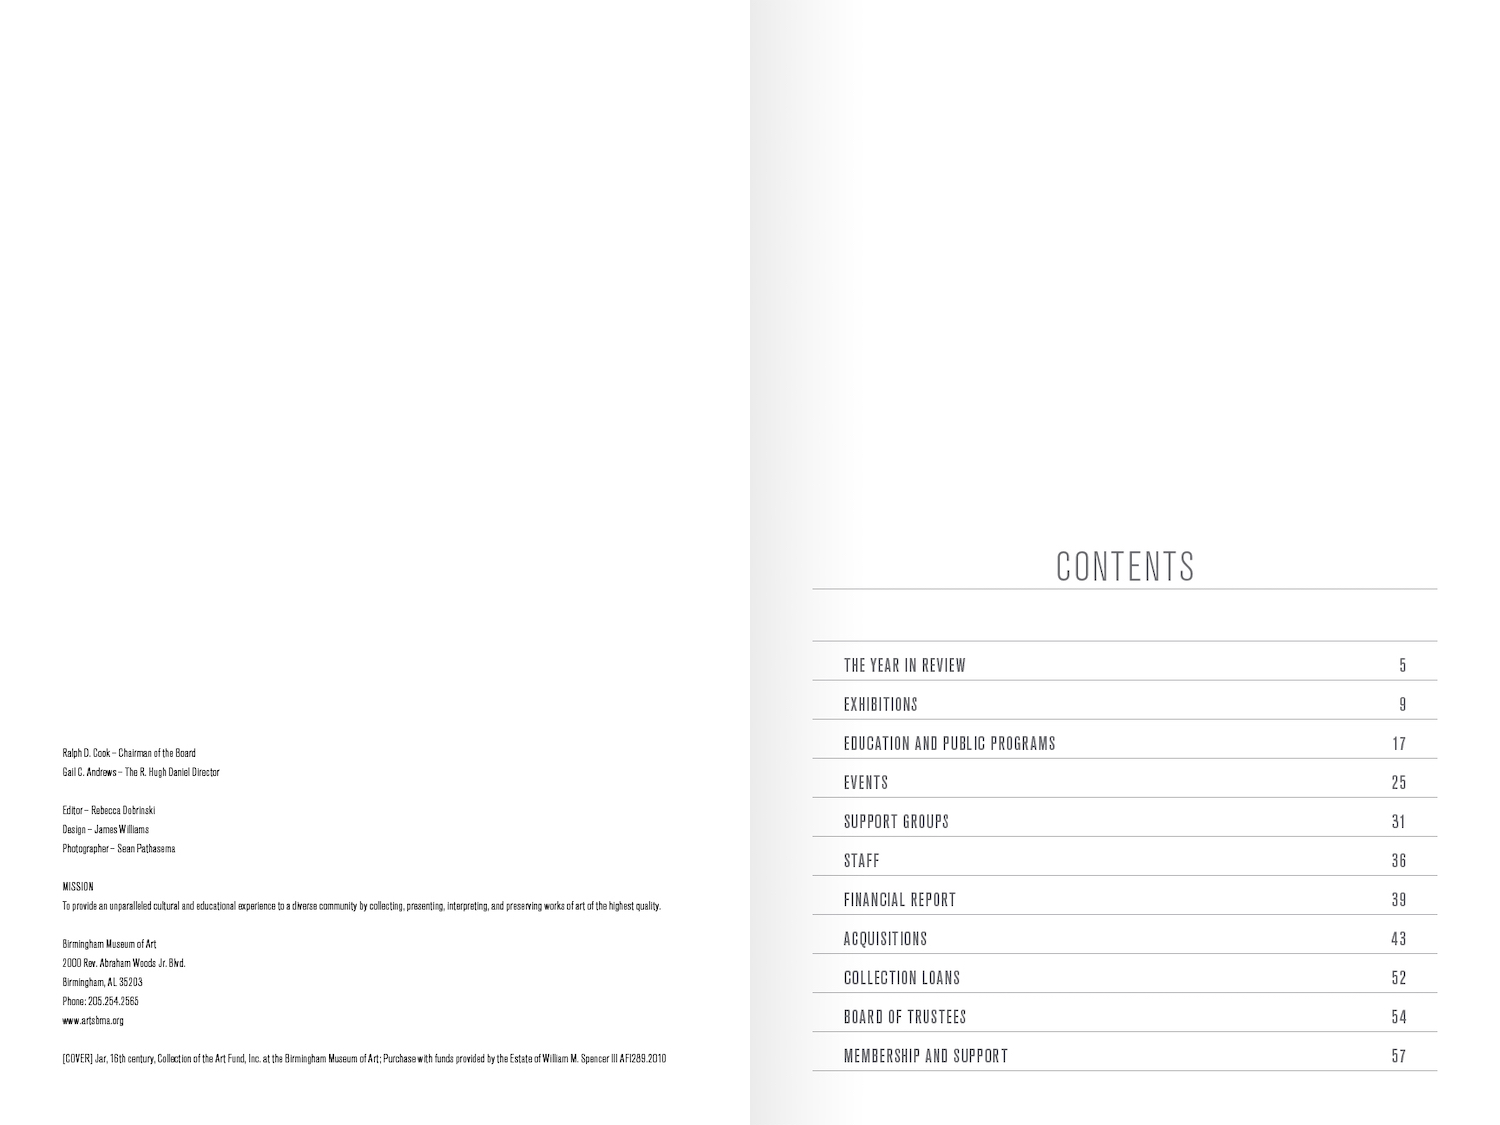 Ralph D. Cook – Chairman of the Board
Gail C. Andrews – The R. Hugh Daniel Director
Editor – Rebecca Dobrinski
Design – James Williams
Photographer – Sean Pathasema
MISSION
To provide an unparalleled cultural and educational experience to a diverse community by collecting, presenting, interpreting, and preserving works of art of the highest quality.
Birmingham Museum of Art
2000 Rev. Abraham Woods Jr. Blvd.
Birmingham, AL 35203
Phone: 205.254.2565
www.artsbma.org
[COVER] Jar, 16th century, Collection of the Art Fund, Inc. at the Birmingham Museum of Art; Purchase with funds provided by the Estate of William M. Spencer III AFI289.2010
CONTENTS
THE YEAR IN REVIEW 5
EXHIBITIONS 9
EDUCATION AND PUBLIC PROGRAMS 17
EVENTS 25
SUPPORT GROUPS 31
STAFF 36
FINANCIAL REPORT 39
ACQUISITIONS 43
COLLECTION LOANS 52
BOARD OF TRUSTEES 54
MEMBERSHIP AND SUPPORT 57